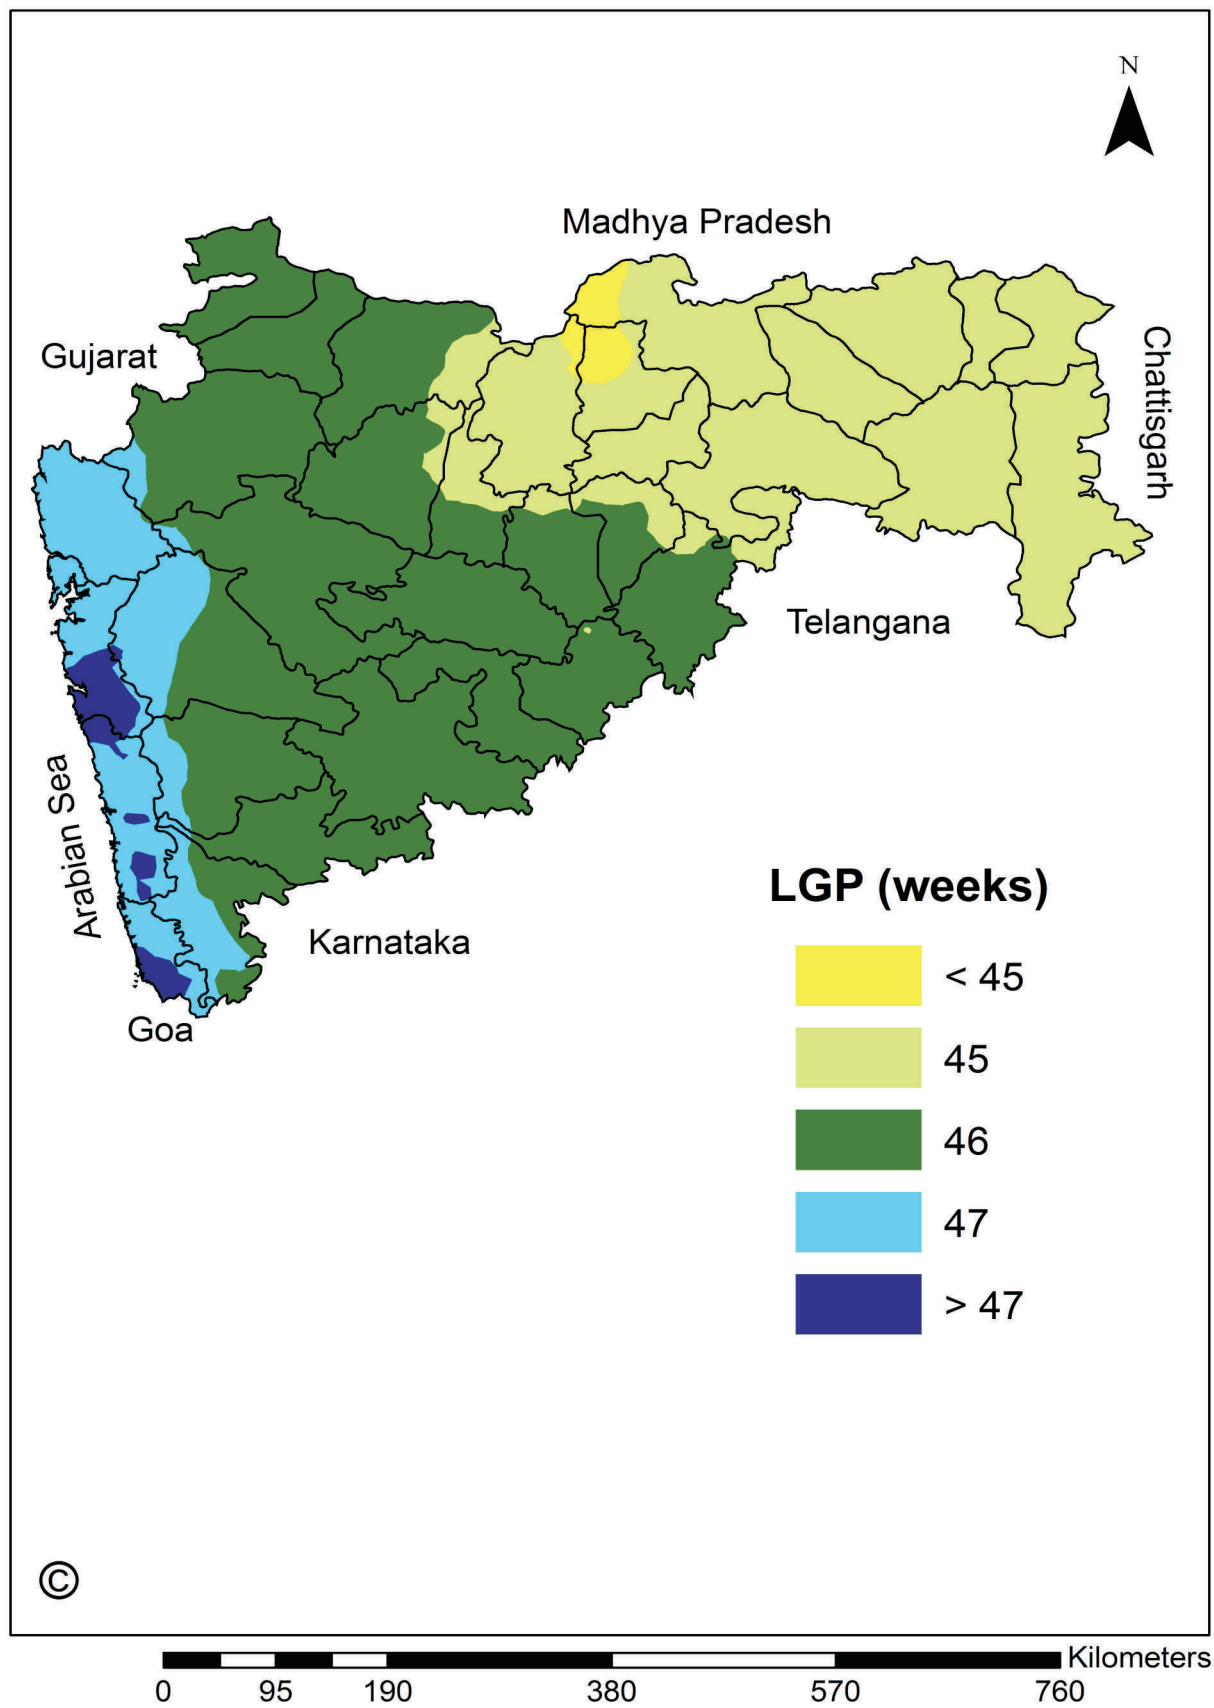 N
Madhya Pradesh
Gujarat
Chattisgarh
Telangana
Arabian Sea
Karnataka
Goa
LGP (weeks)
< 45
45
46
47
> 47
©
Kilometers
0 95 190 380 570 760